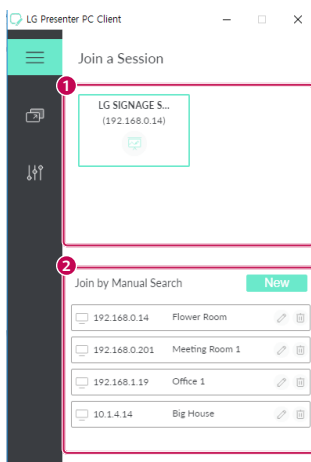 LG Presenter PC Client
Join a Session
1
LG SIGNAGE S...
(192.168.0.14)
2
Join by Manual Search
New
192.168.0.14 Flower Room
192.168.0.201 Meeting Room 1
192.168.1.19 Office 1
10.1.4.14 Big House